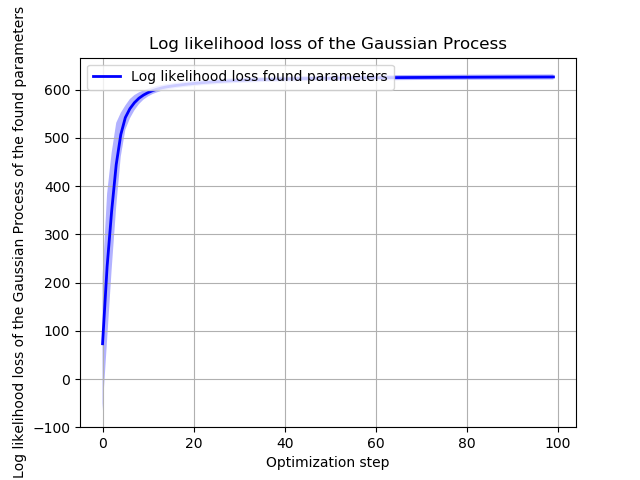 Log likelihood loss of the Gaussian Process
Log likelihood loss found parameters
Log likelihood loss of the Gaussian Process of the found parameters
600
500
400
300
200
100
0
−100
0 20 40 60 80 100
Optimization step